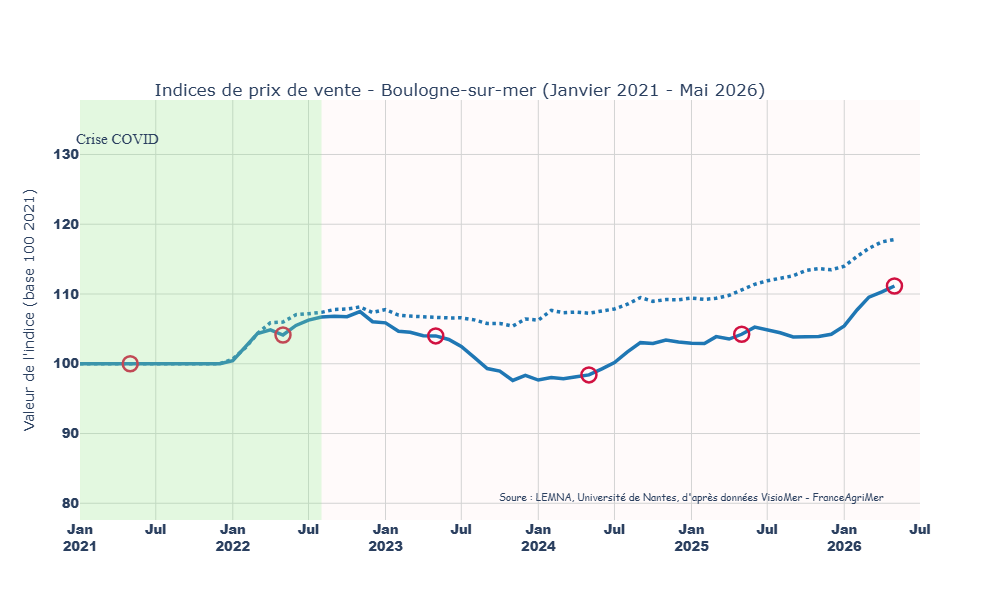 Indices de prix de vente - Boulogne-sur-mer (Janvier 2021 - Mai 2026)
Crise COVID
130
120
110
100
90
80
Valeur de l'indice (base 100 2021)
Soure : LEMNA, Université de Nantes, d'après données VisioMer - FranceAgriMer
Jan Jul Jan Jul Jan Jul Jan Jul Jan Jul Jan Jul
2021 2022 2023 2024 2025 2026